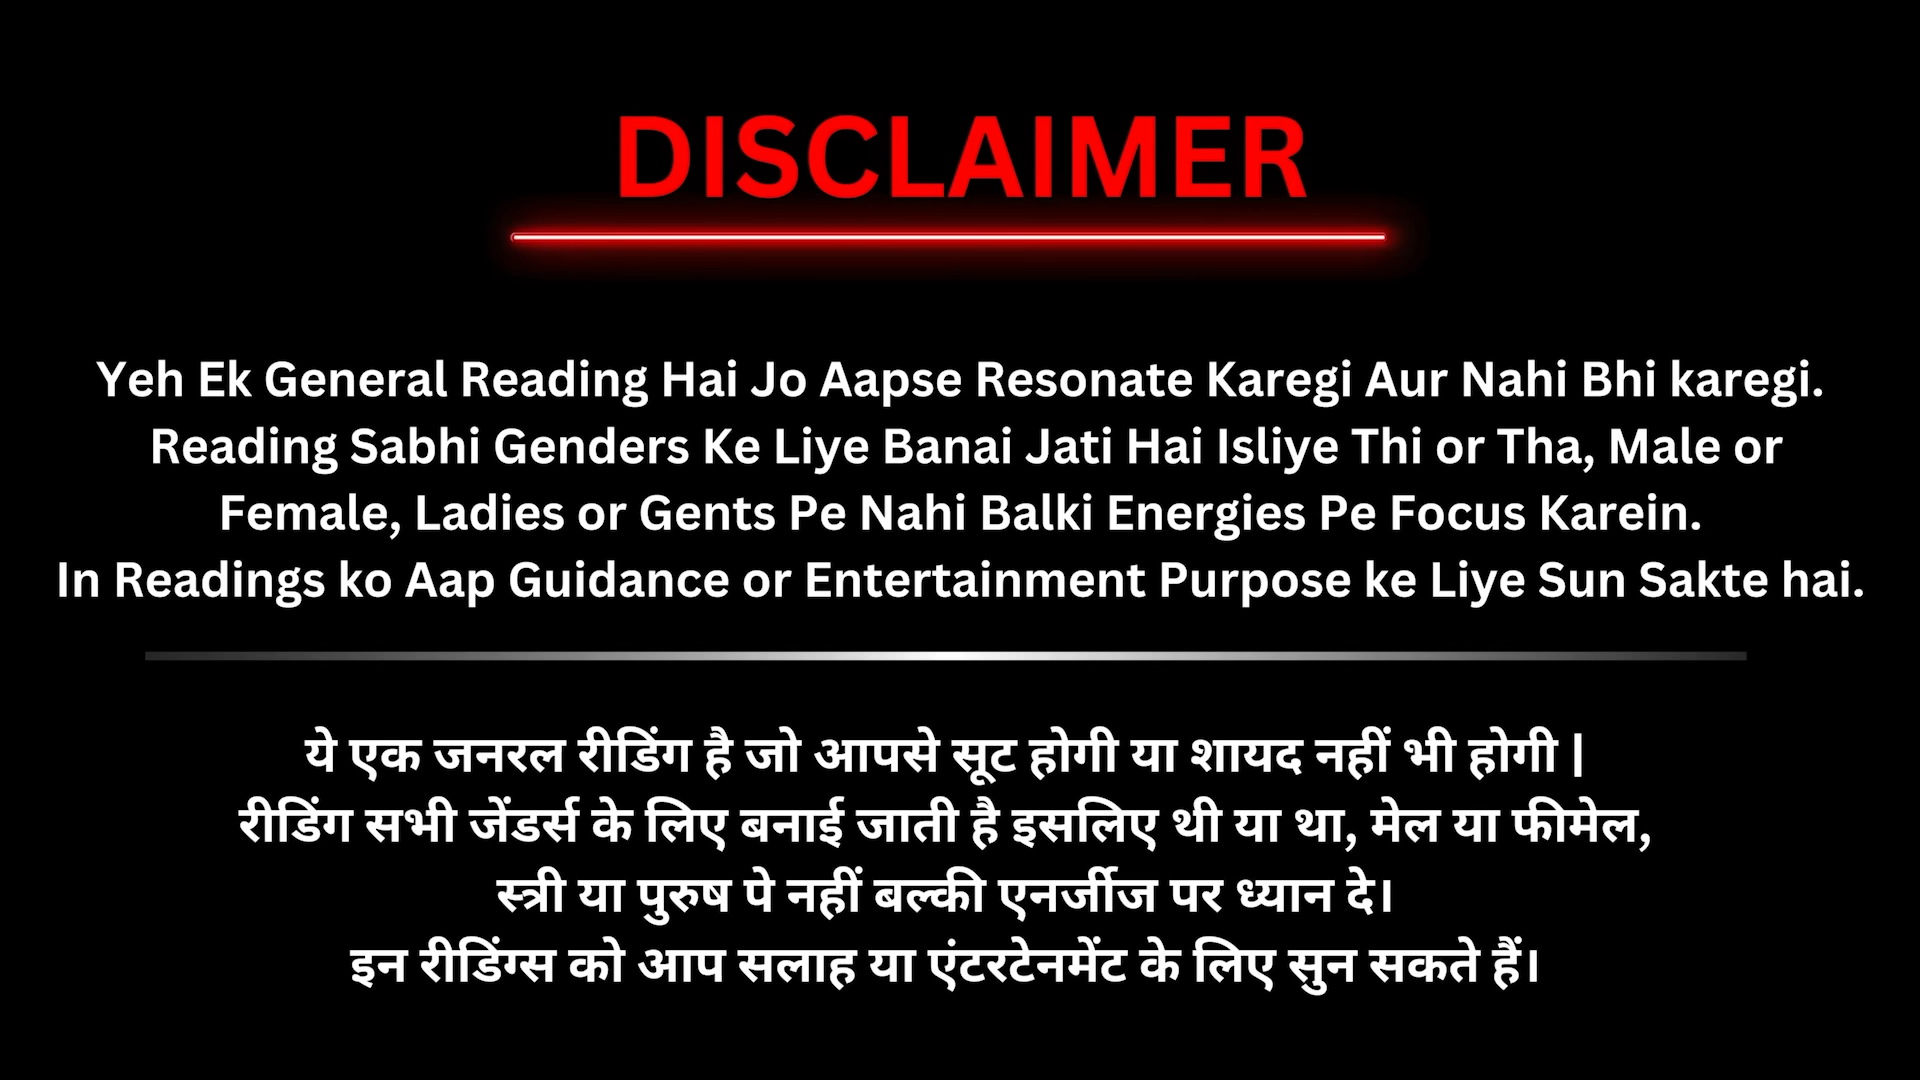 DISCLAIMER
Yeh Ek General Reading Hai Jo Aapse Resonate Karegi Aur Nahi Bhi karegi.
Reading Sabhi Genders Ke Liye Banai Jati Hai Isliye Thi or Tha, Male or
Female, Ladies or Gents Pe Nahi Balki Energies Pe Focus Karein.
In Readings ko Aap Guidance or Entertainment Purpose ke Liye Sun Sakte hai.
ये एक जनरल रीडिंग है जो आपसे सूट होगी या शायद नहीं भी होगी |
रीडिंग सभी जेंडर्स के लिए बनाई जाती है इसलिए थी या था, मेल या फीमेल,
स्त्री या पुरुष पे नहीं बल्की एनर्जीज पर ध्यान दे।
इन रीडिंग्स को आप सलाह या एंटरटेनमेंट के लिए सुन सकते हैं।